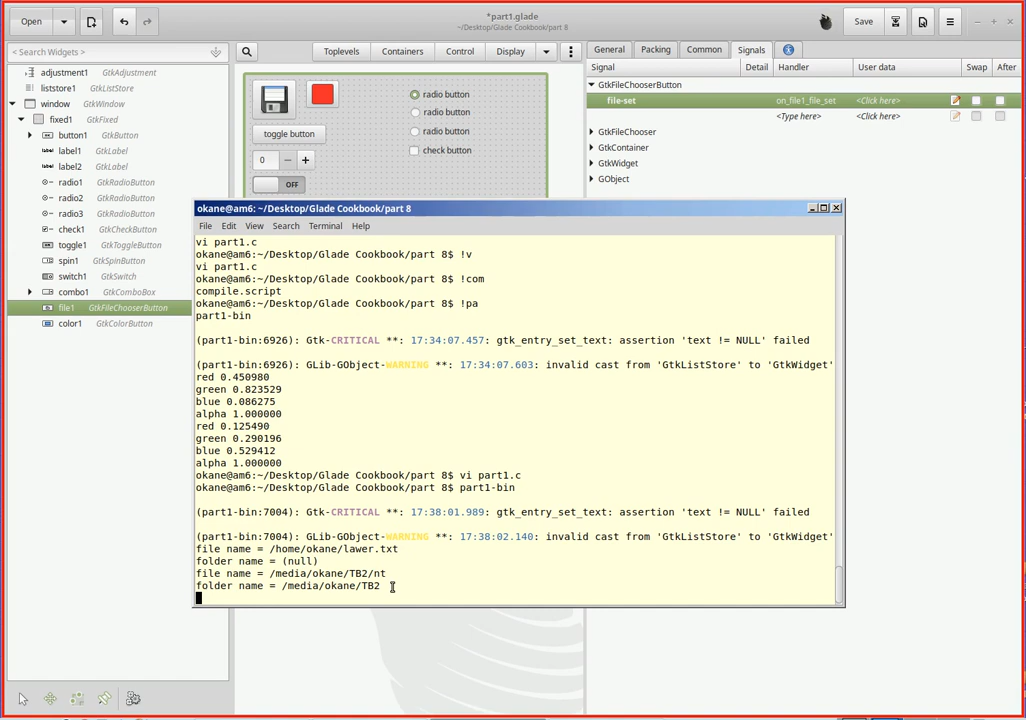 Open
*part1.glade
~/Desktop/Glade Cookbook/part 8
Save
< Search Widgets >
Toplevels
Containers
Control
Display
General
Packing
Common
Signals
adjustment1 GtkAdjustment
liststore1 GtkListStore
window GtkWindow
fixed1 GtkFixed
button1 GtkButton
label1 GtkLabel
label2 GtkLabel
radio1 GtkRadioButton
radio2 GtkRadioButton
radio3 GtkRadioButton
check1 GtkCheckButton
toggle1 GtkToggleButton
spin1 GtkSpinButton
switch1 GtkSwitch
combo1 GtkComboBox
file1 GtkFileChooserButton
color1 GtkColorButton
radio button
radio button
toggle button
radio button
0 − +
check button
OFF
Signal Detail Handler User data Swap After
GtkFileChooserButton
file-set on_file1_file_set <Click here>
<Type here> <Click here>
GtkFileChooser
GtkContainer
GtkWidget
GObject
okane@am6: ~/Desktop/Glade Cookbook/part 8
File Edit View Search Terminal Help
vi part1.c
okane@am6:~/Desktop/Glade Cookbook/part 8$ !v
vi part1.c
okane@am6:~/Desktop/Glade Cookbook/part 8$ !com
compile.script
okane@am6:~/Desktop/Glade Cookbook/part 8$ !pa
part1-bin
(part1-bin:6926): Gtk-CRITICAL **: 17:34:07.457: gtk_entry_set_text: assertion 'text != NULL' failed
(part1-bin:6926): GLib-GObject-WARNING **: 17:34:07.603: invalid cast from 'GtkListStore' to 'GtkWidget'
red 0.450980
green 0.823529
blue 0.086275
alpha 1.000000
red 0.125490
green 0.290196
blue 0.529412
alpha 1.000000
okane@am6:~/Desktop/Glade Cookbook/part 8$ vi part1.c
okane@am6:~/Desktop/Glade Cookbook/part 8$ part1-bin
(part1-bin:7004): Gtk-CRITICAL **: 17:38:01.989: gtk_entry_set_text: assertion 'text != NULL' failed
(part1-bin:7004): GLib-GObject-WARNING **: 17:38:02.140: invalid cast from 'GtkListStore' to 'GtkWidget'
file name = /home/okane/lawer.txt
folder name = (null)
file name = /media/okane/TB2/nt
folder name = /media/okane/TB2